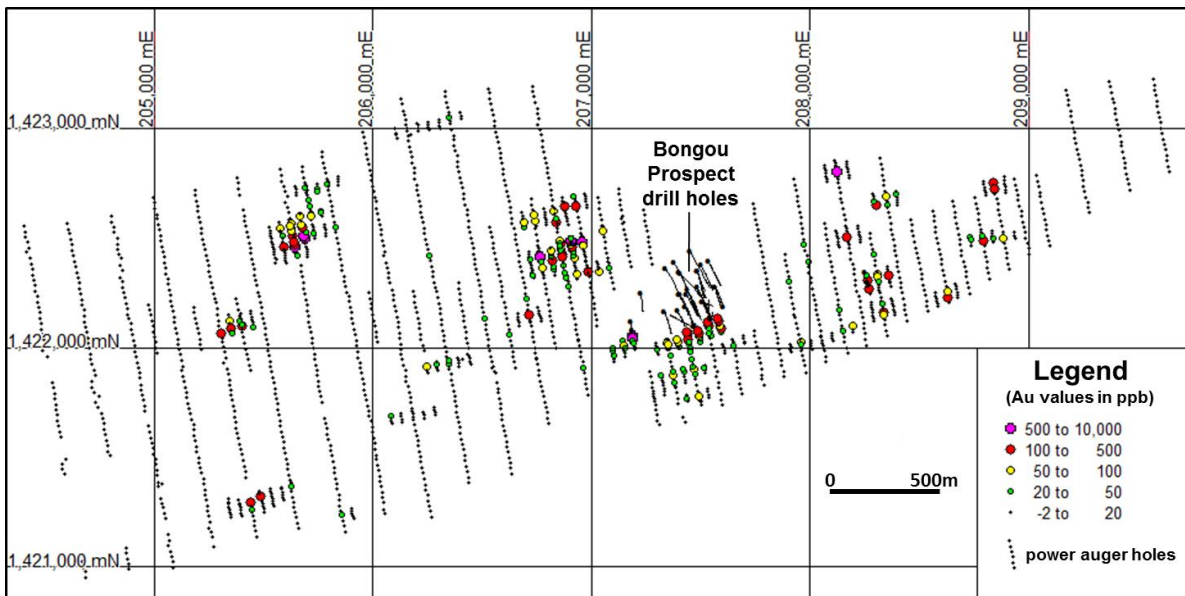 205,000 mE
206,000 mE
207,000 mE
208,000 mE
209,000 mE
1,423,000 mN
Bongou
Prospect
drill holes
1,422,000 mN
Legend
(Au values in ppb)
500 to 10,000
100 to 500
50 to 100
20 to 50
-2 to 20
power auger holes
0 500m
1,421,000 mN